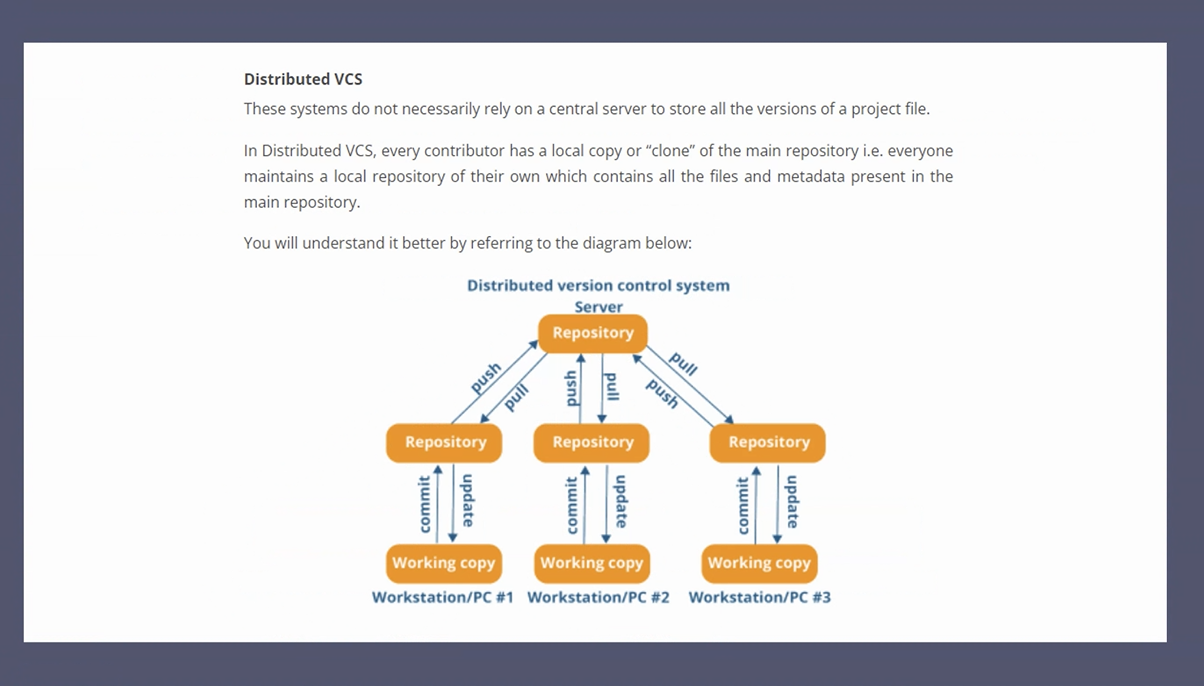 Distributed VCS
These systems do not necessarily rely on a central server to store all the versions of a project file.
In Distributed VCS, every contributor has a local copy or “clone” of the main repository i.e. everyone
maintains a local repository of their own which contains all the files and metadata present in the
main repository.
You will understand it better by referring to the diagram below:
Distributed version control system
Server
Repository
push
pull
push
pull
push
pull
Repository
Repository
Repository
commit
update
commit
update
commit
update
Working copy
Working copy
Working copy
Workstation/PC #1
Workstation/PC #2
Workstation/PC #3